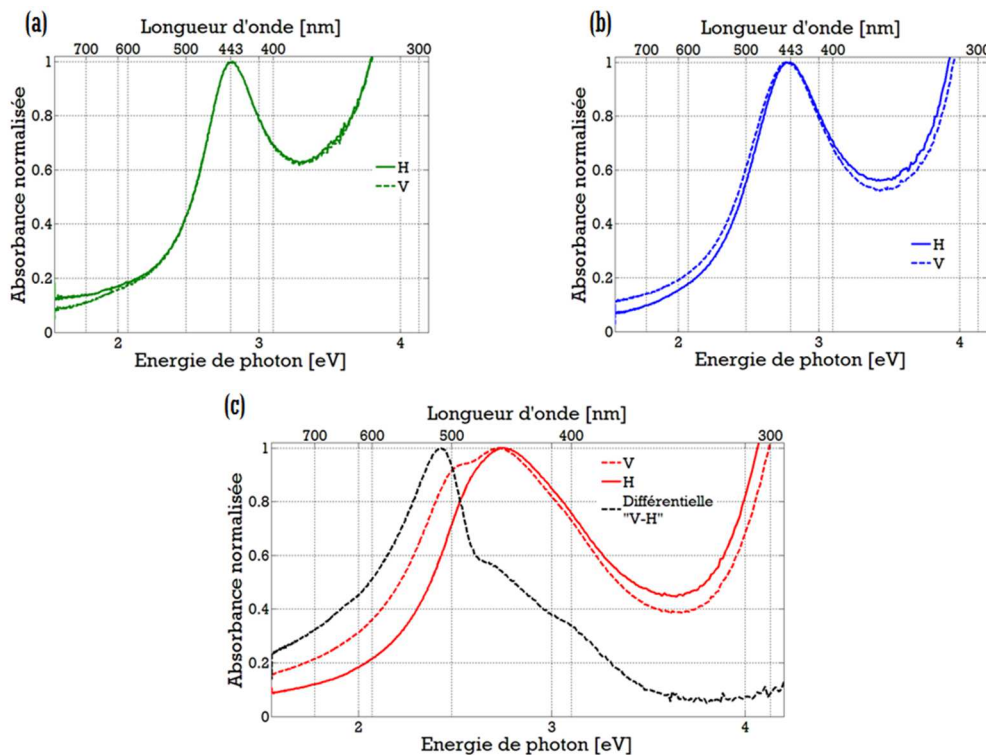 (a)
Longueur d'onde [nm]
700 600 500 443 400 300
1
0.8
0.6
0.4
0.2
0
Absorbance normalisée
H
V
2 3 4
Energie de photon [eV]
(b)
Longueur d'onde [nm]
700 600 500 443 400 300
1
0.8
0.6
0.4
0.2
0
Absorbance normalisée
H
V
2 3 4
Energie de photon [eV]
(c)
Longueur d'onde [nm]
700 600 500 400 300
1
0.8
0.6
0.4
0.2
0
Absorbance normalisée
V
H
Différentielle
"V-H"
2 3 4
Energie de photon [eV]